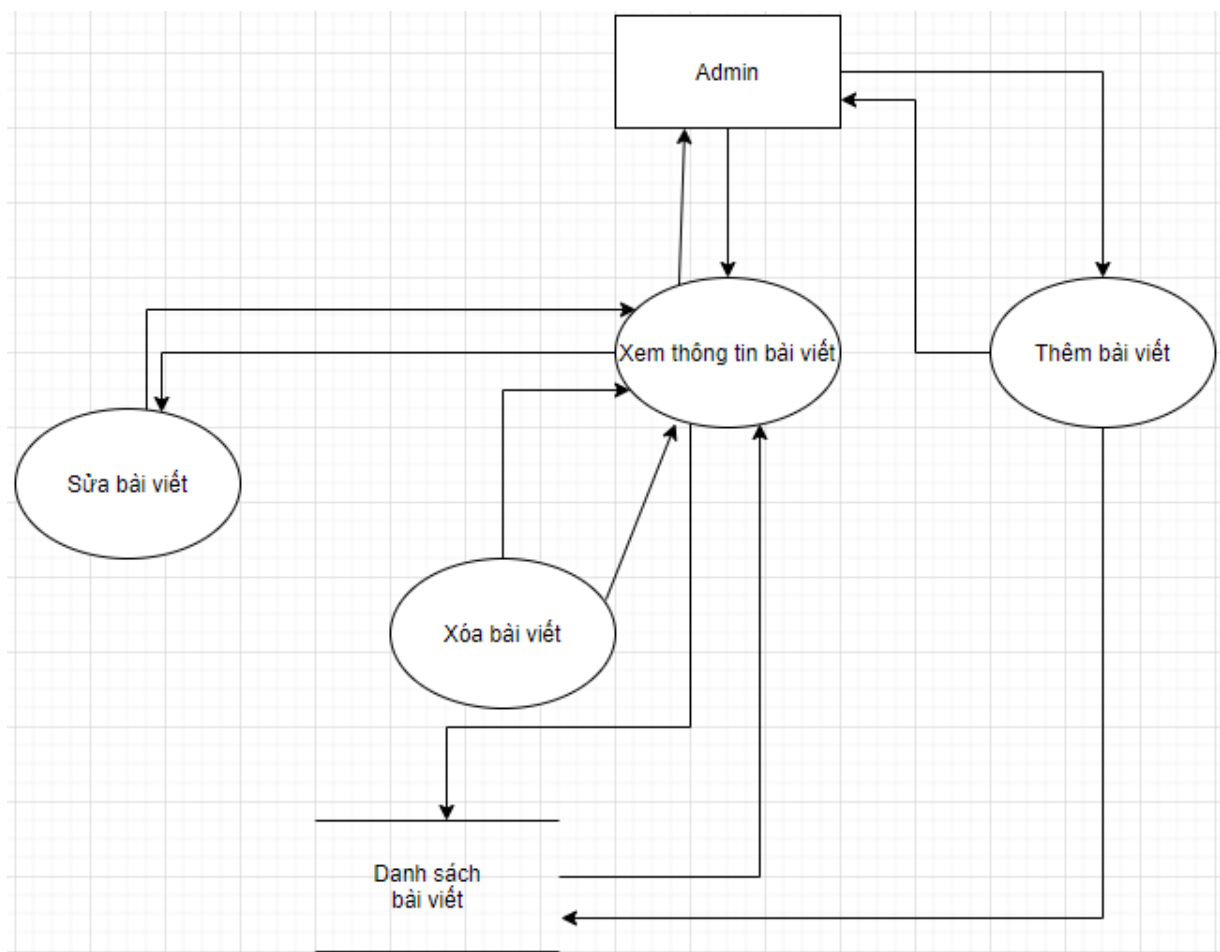 Admin
Xem thông tin bài viết
Thêm bài viết
Sửa bài viết
Xóa bài viết
Danh sách
bài viết